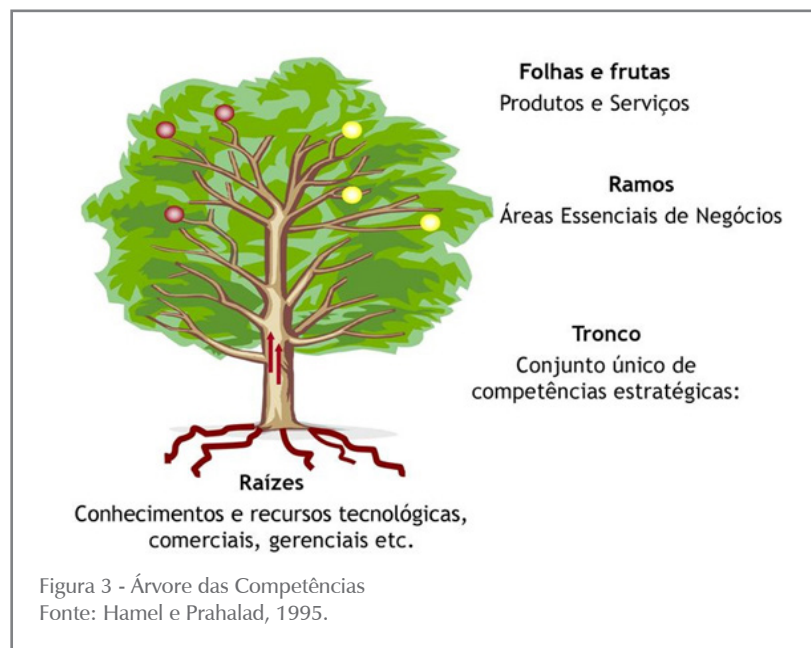 Folhas e frutas
Produtos e Serviços
Ramos
Áreas Essenciais de Negócios
Tronco
Conjunto único de
competências estratégicas:
Raízes
Conhecimentos e recursos tecnológicas,
comerciais, gerenciais etc.
Figura 3 - Árvore das Competências
Fonte: Hamel e Prahalad, 1995.